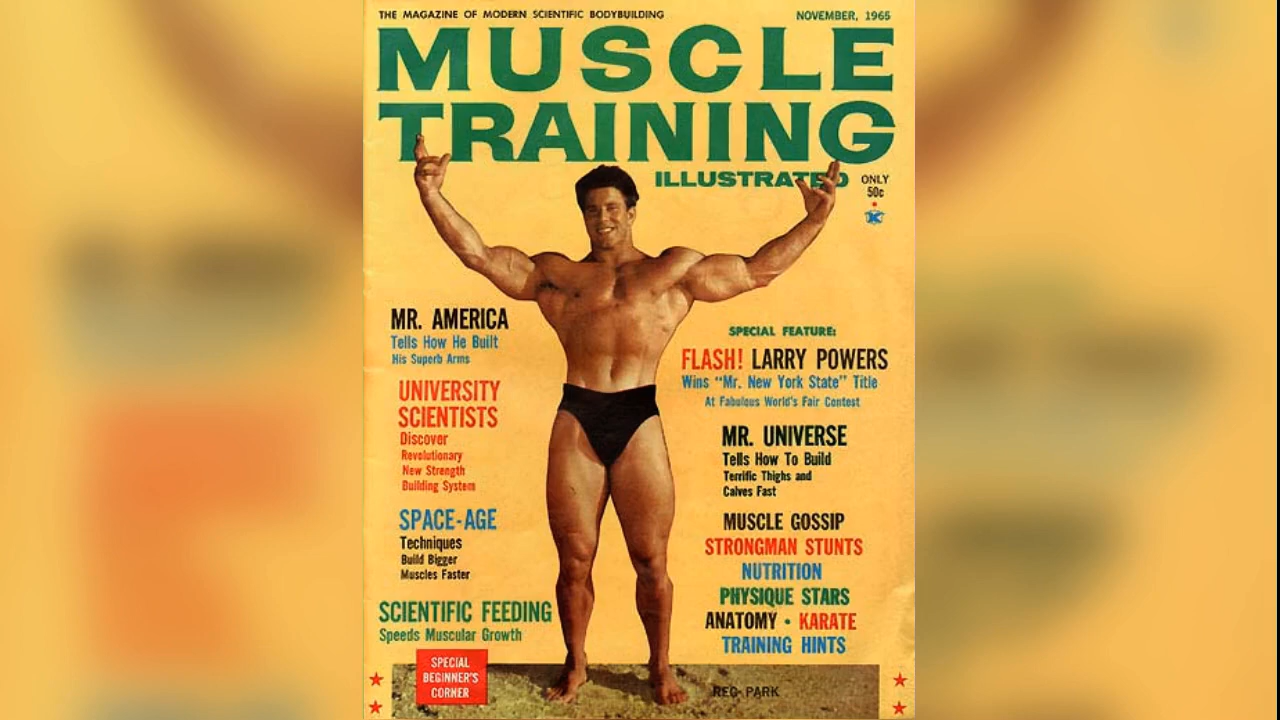 THE MAGAZINE OF MODERN SCIENTIFIC BODYBUILDING
NOVEMBER, 1965
MUSCLE
TRAINING
ILLUSTRATED
ONLY
50c
K
MR. AMERICA
Tells How He Built
His Superb Arms
UNIVERSITY
SCIENTISTS
Discover
Revolutionary
New Strength
Building System
SPACE-AGE
Techniques
Build Bigger
Muscles Faster
SCIENTIFIC FEEDING
Speeds Muscular Growth
SPECIAL
BEGINNER'S
CORNER
SPECIAL FEATURE:
FLASH! LARRY POWERS
Wins "Mr. New York State" Title
At Fabulous World's Fair Contest
MR. UNIVERSE
Tells How To Build
Terrific Thighs and
Calves Fast
MUSCLE GOSSIP
STRONGMAN STUNTS
NUTRITION
PHYSIQUE STARS
ANATOMY • KARATE
TRAINING HINTS
REG PARK